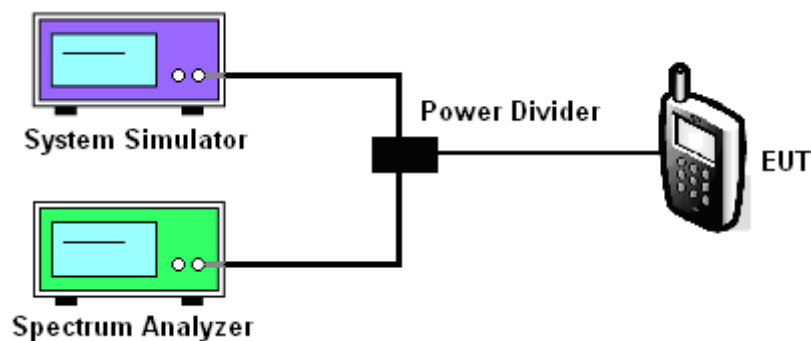 System Simulator
Power Divider
EUT
Spectrum Analyzer